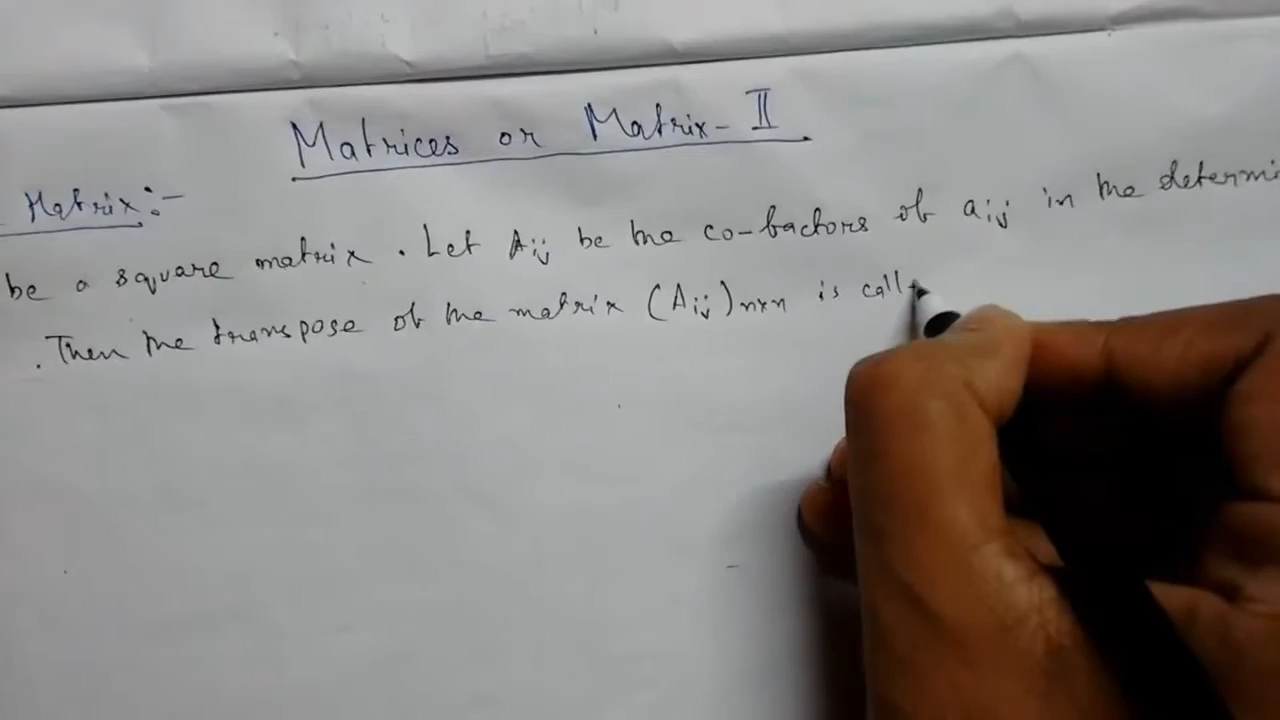 Matrices or Matrix - II
Matrix :-
be a square matrix . Let Aij be the co-factors of aij in the determi
. Then the transpose of the matrix (Aij)n×n is call